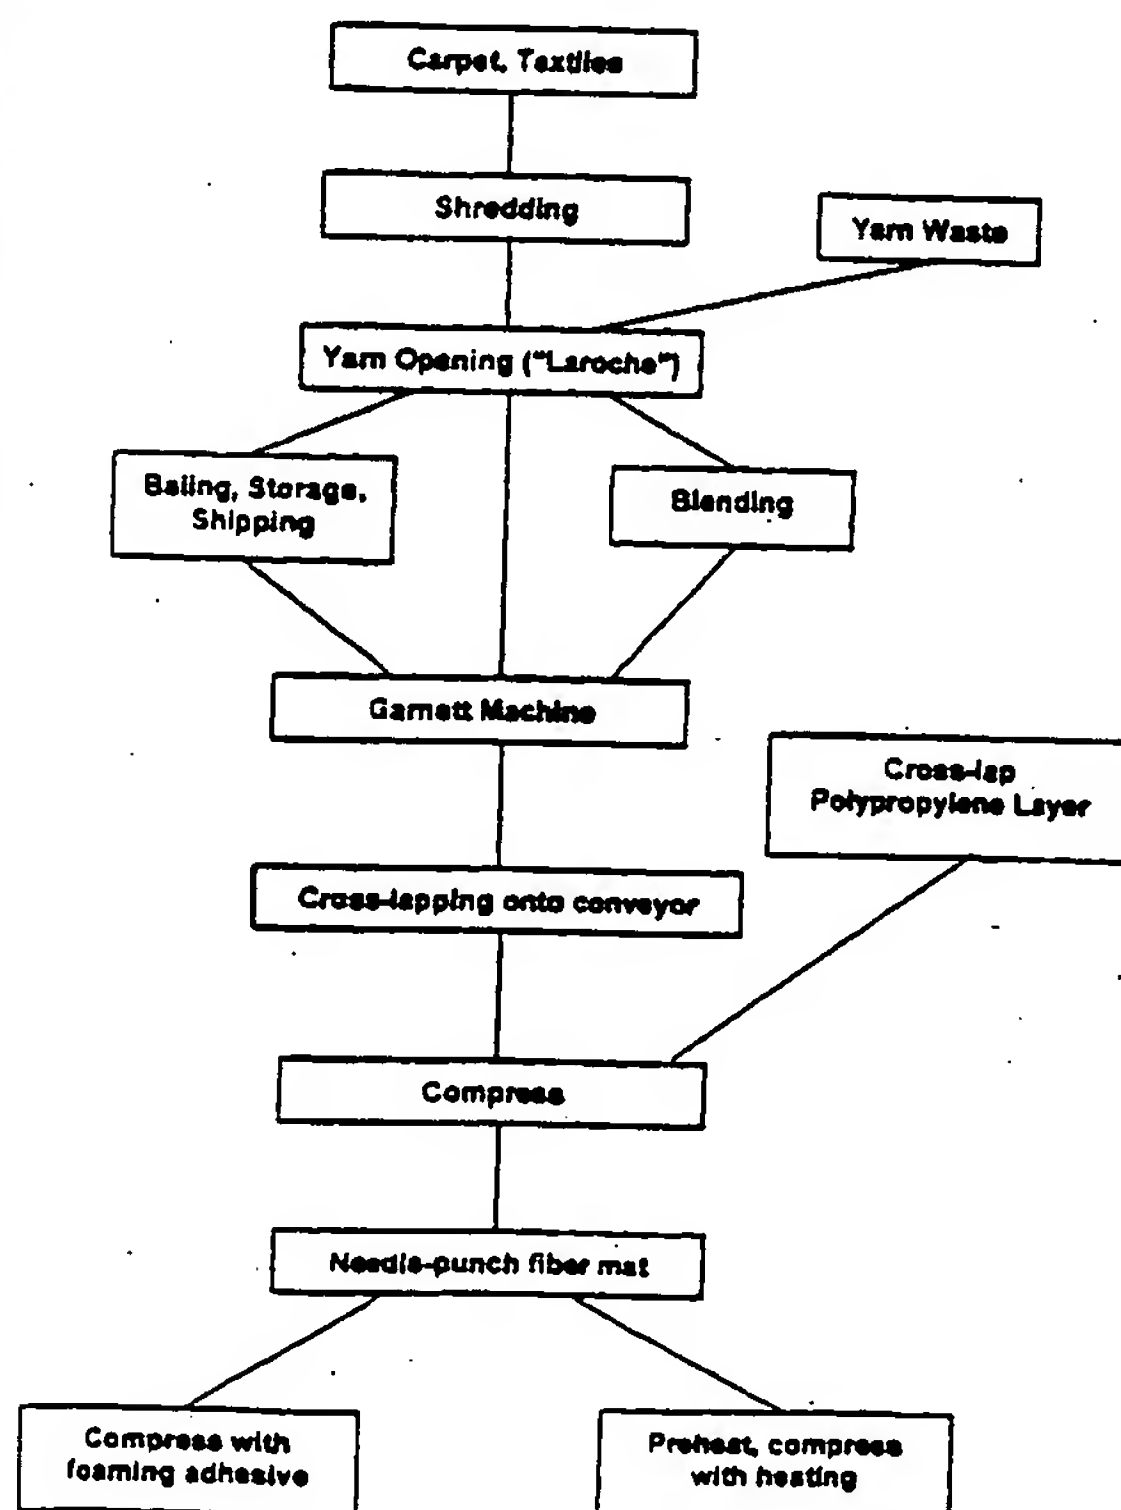 Carpet, Textiles
Shredding
Yarn Waste
Yarn Opening ("Laroche")
Baling, Storage,
Shipping
Blending
Garnett Machine
Cross-lap
Polypropylene Layer
Cross-lapping onto conveyor
Compress
Needle-punch fiber mat
Compress with
foaming adhesive
Preheat, compress
with heating